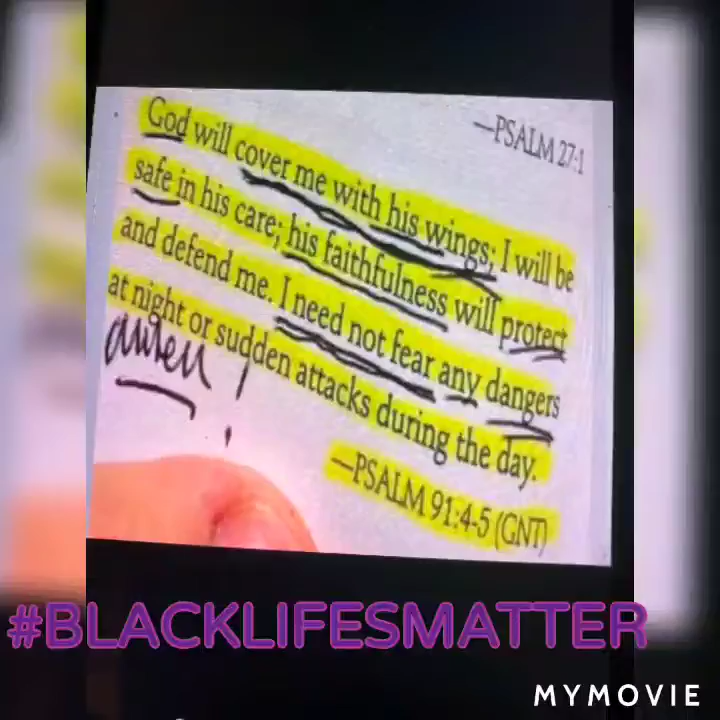 —PSALM 27:1
God will cover me with his wings; I will be
safe in his care; his faithfulness will protect
and defend me. I need not fear any dangers
at night or sudden attacks during the day.
amen!
—PSALM 91:4-5 (GNT)
#BLACKLIFESMATTER
MYMOVIE